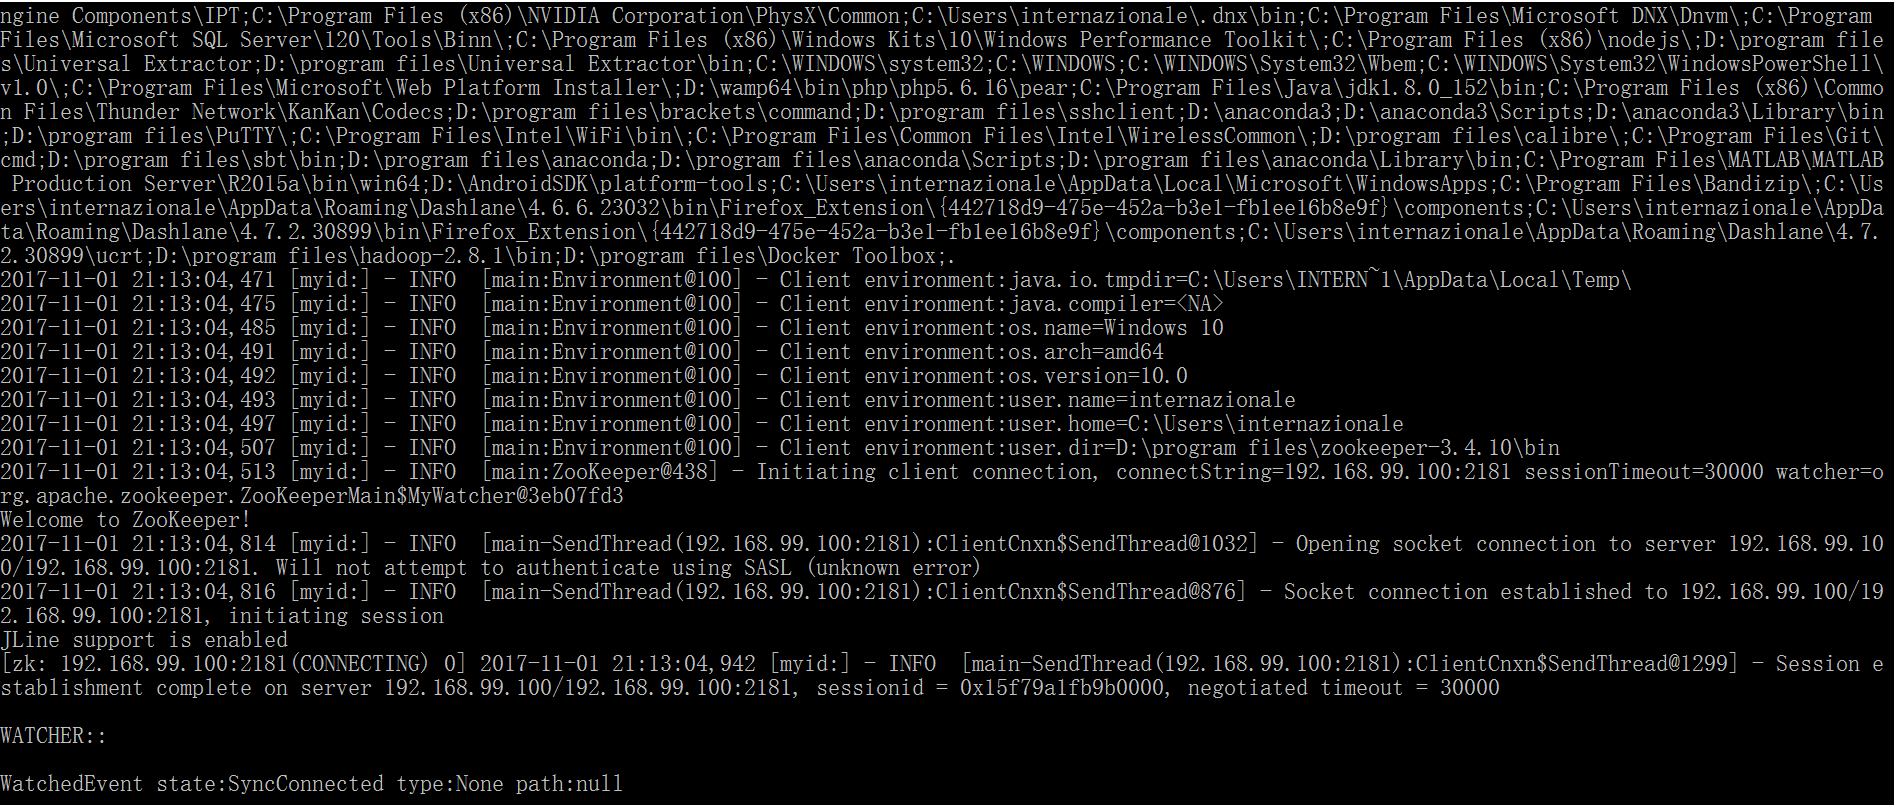 ngine Components\IPT;C:\Program Files (x86)\NVIDIA Corporation\PhysX\Common;C:\Users\internazionale\.dnx\bin;C:\Program Files\Microsoft DNX\Dnvm\;C:\Program
Files\Microsoft SQL Server\120\Tools\Binn\;C:\Program Files (x86)\Windows Kits\10\Windows Performance Toolkit\;C:\Program Files (x86)\nodejs\;D:\program file
s\Universal Extractor;D:\program files\Universal Extractor\bin;C:\WINDOWS\system32;C:\WINDOWS;C:\WINDOWS\System32\Wbem;C:\WINDOWS\System32\WindowsPowerShell\
v1.0\;C:\Program Files\Microsoft\Web Platform Installer\;D:\wamp64\bin\php\php5.6.16\pear;C:\Program Files\Java\jdk1.8.0_152\bin;C:\Program Files (x86)\Commo
n Files\Thunder Network\KanKan\Codecs;D:\program files\brackets\command;D:\program files\sshclient;D:\anaconda3;D:\anaconda3\Scripts;D:\anaconda3\Library\bin
;D:\program files\PuTTY\;C:\Program Files\Intel\WiFi\bin\;C:\Program Files\Common Files\Intel\WirelessCommon\;D:\program files\calibre\;C:\Program Files\Git\
cmd;D:\program files\sbt\bin;D:\program files\anaconda;D:\program files\anaconda\Scripts;D:\program files\anaconda\Library\bin;C:\Program Files\MATLAB\MATLAB
Production Server\R2015a\bin\win64;D:\AndroidSDK\platform-tools;C:\Users\internazionale\AppData\Local\Microsoft\WindowsApps;C:\Program Files\Bandizip\;C:\Us
ers\internazionale\AppData\Roaming\Dashlane\4.6.6.23032\bin\Firefox_Extension\{442718d9-475e-452a-b3e1-fb1ee16b8e9f}\components;C:\Users\internazionale\AppDa
ta\Roaming\Dashlane\4.7.2.30899\bin\Firefox_Extension\{442718d9-475e-452a-b3e1-fb1ee16b8e9f}\components;C:\Users\internazionale\AppData\Roaming\Dashlane\4.7.
2.30899\ucrt;D:\program files\hadoop-2.8.1\bin;D:\program files\Docker Toolbox;.
2017-11-01 21:13:04,471 [myid:] - INFO  [main:Environment@100] - Client environment:java.io.tmpdir=C:\Users\INTERN~1\AppData\Local\Temp\
2017-11-01 21:13:04,475 [myid:] - INFO  [main:Environment@100] - Client environment:java.compiler=<NA>
2017-11-01 21:13:04,485 [myid:] - INFO  [main:Environment@100] - Client environment:os.name=Windows 10
2017-11-01 21:13:04,491 [myid:] - INFO  [main:Environment@100] - Client environment:os.arch=amd64
2017-11-01 21:13:04,492 [myid:] - INFO  [main:Environment@100] - Client environment:os.version=10.0
2017-11-01 21:13:04,493 [myid:] - INFO  [main:Environment@100] - Client environment:user.name=internazionale
2017-11-01 21:13:04,497 [myid:] - INFO  [main:Environment@100] - Client environment:user.home=C:\Users\internazionale
2017-11-01 21:13:04,507 [myid:] - INFO  [main:Environment@100] - Client environment:user.dir=D:\program files\zookeeper-3.4.10\bin
2017-11-01 21:13:04,513 [myid:] - INFO  [main:ZooKeeper@438] - Initiating client connection, connectString=192.168.99.100:2181 sessionTimeout=30000 watcher=o
rg.apache.zookeeper.ZooKeeperMain$MyWatcher@3eb07fd3
Welcome to ZooKeeper!
2017-11-01 21:13:04,814 [myid:] - INFO  [main-SendThread(192.168.99.100:2181):ClientCnxn$SendThread@1032] - Opening socket connection to server 192.168.99.10
0/192.168.99.100:2181. Will not attempt to authenticate using SASL (unknown error)
2017-11-01 21:13:04,816 [myid:] - INFO  [main-SendThread(192.168.99.100:2181):ClientCnxn$SendThread@876] - Socket connection established to 192.168.99.100/19
2.168.99.100:2181, initiating session
JLine support is enabled
[zk: 192.168.99.100:2181(CONNECTING) 0] 2017-11-01 21:13:04,942 [myid:] - INFO  [main-SendThread(192.168.99.100:2181):ClientCnxn$SendThread@1299] - Session e
stablishment complete on server 192.168.99.100/192.168.99.100:2181, sessionid = 0x15f79a1fb9b0000, negotiated timeout = 30000
WATCHER::
WatchedEvent state:SyncConnected type:None path:null